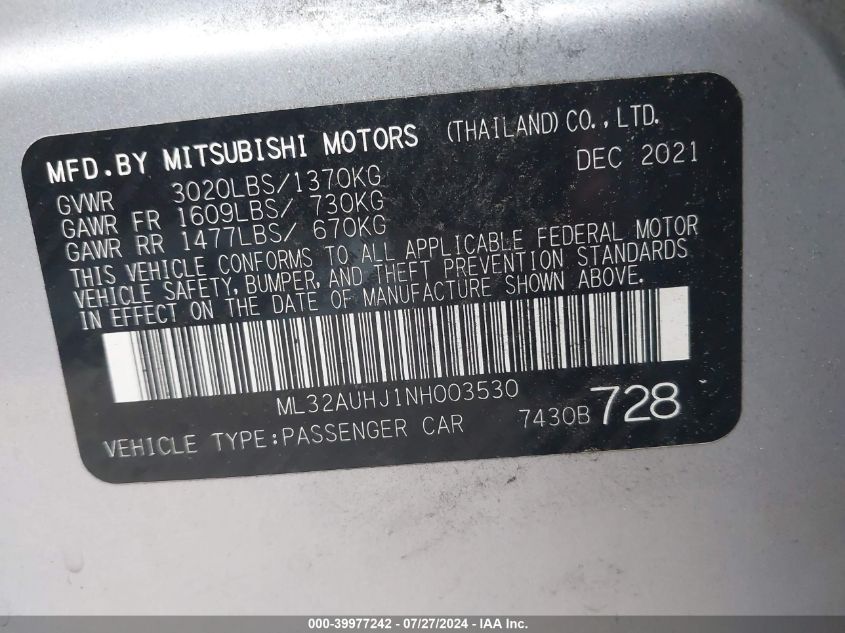 MFD.BY MITSUBISHI MOTORS (THAILAND) CO., LTD.
DEC 2021
GVWR 3020LBS/1370KG
GAWR FR 1609LBS/ 730KG
GAWR RR 1477LBS/ 670KG
THIS VEHICLE CONFORMS TO ALL APPLICABLE FEDERAL MOTOR
VEHICLE SAFETY, BUMPER, AND THEFT PREVENTION STANDARDS
IN EFFECT ON THE DATE OF MANUFACTURE SHOWN ABOVE.
ML32AUHJ1NH003530
VEHICLE TYPE:PASSENGER CAR 7430B 728
000-39977242 - 07/27/2024 - IAA Inc.